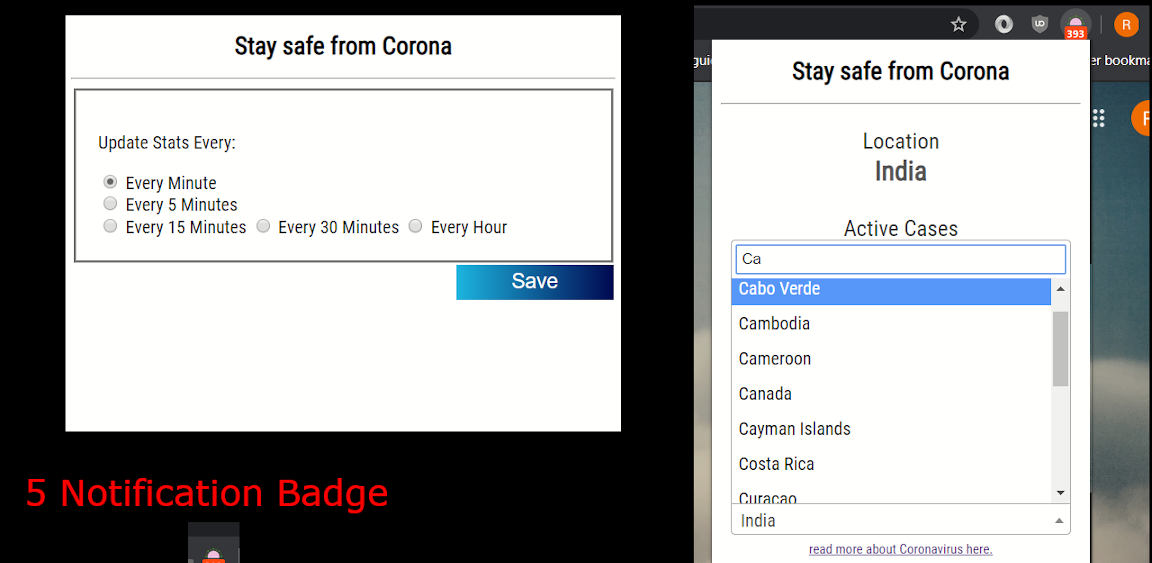 Stay safe from Corona
Update Stats Every:
Every Minute
Every 5 Minutes
Every 15 Minutes Every 30 Minutes Every Hour
Save
5 Notification Badge
UD
393
R
er bookma
Stay safe from Corona
Location
India
Active Cases
Ca
Cabo Verde
Cambodia
Cameroon
Canada
Cayman Islands
Costa Rica
Curacao
India
read more about Coronavirus here.